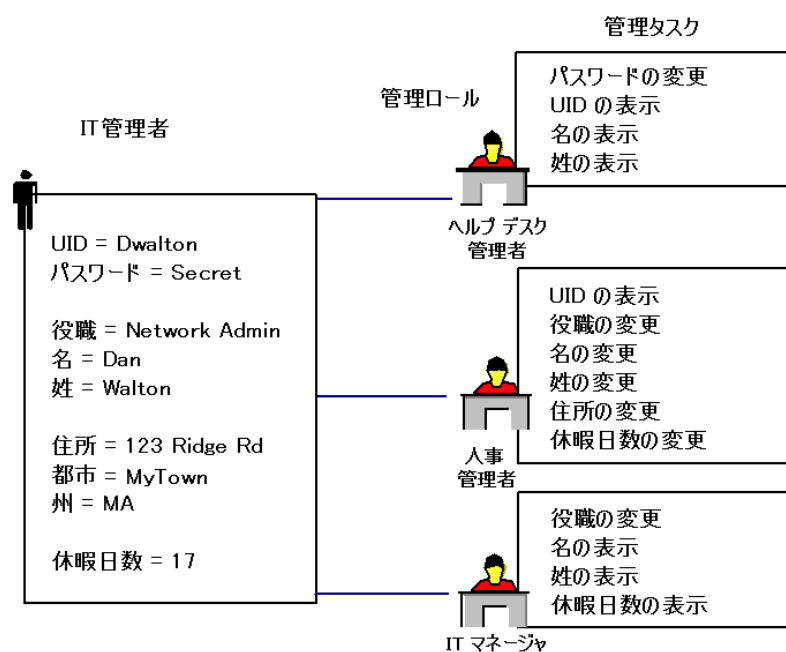 管理タスク
管理ロール
IT管理者
パスワードの変更
UID の表示
名の表示
姓の表示
ヘルプ デスク
管理者
UID = Dwalton
パスワード = Secret
役職 = Network Admin
名 = Dan
姓 = Walton
住所 = 123 Ridge Rd
都市 = MyTown
州 = MA
休暇日数 = 17
UID の表示
役職の変更
名の変更
姓の変更
住所の変更
休暇日数の変更
人事
管理者
役職の変更
名の表示
姓の表示
休暇日数の表示
IT マネージャ